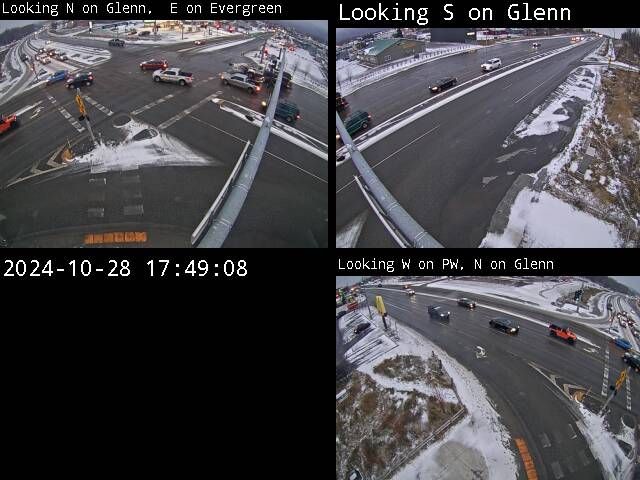 Looking N on Glenn,  E on Evergreen
Looking S on Glenn
2024-10-28 17:49:08
Looking W on PW, N on Glenn